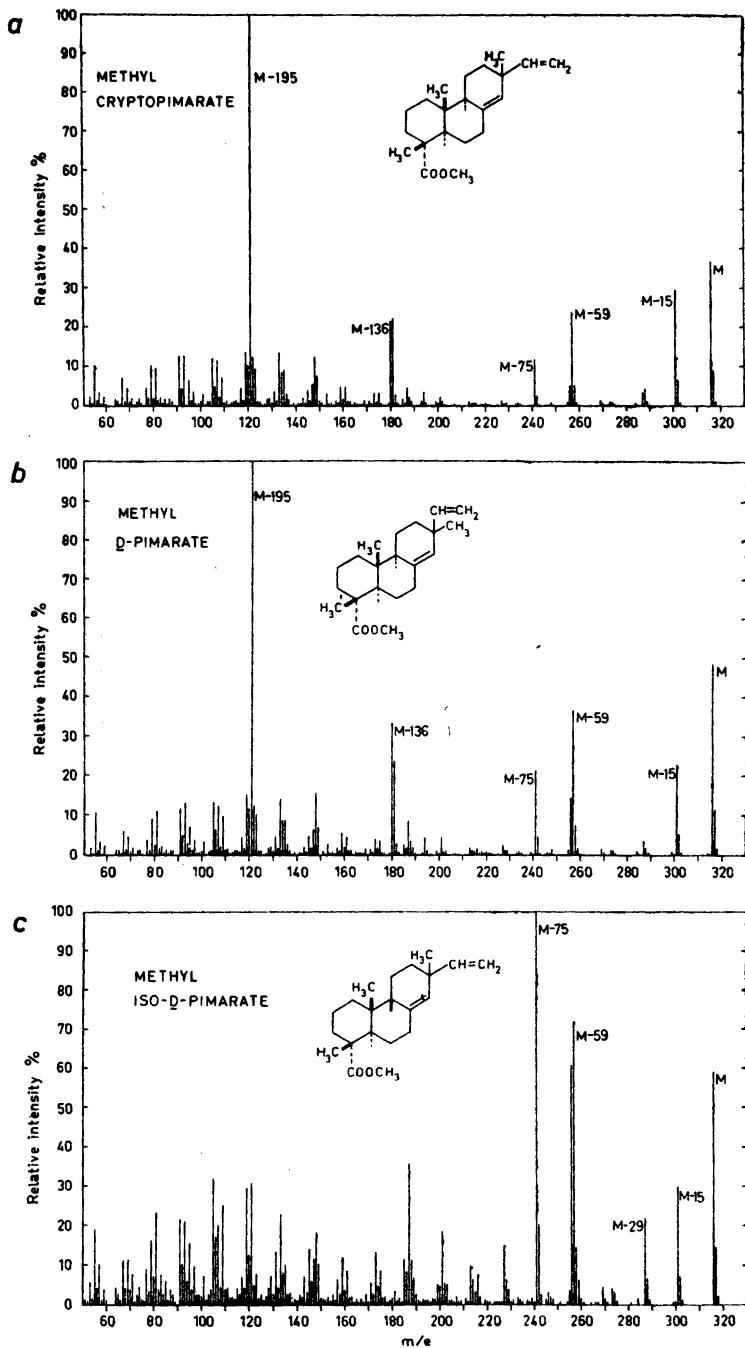 a
100
90
80
70
60
50
40
30
20
10
0
Relative intensity %
METHYL
CRYPTOPIMARATE
M-195
H₃C
CH=CH₂
H₃C
H₃C
COOCH₃
M-136
M-75
M-59
M-15
M
60 80 100 120 140 160 180 200 220 240 260 280 300 320
b
100
90
80
70
60
50
40
30
20
10
0
Relative intensity %
METHYL
D-PIMARATE
M-195
CH=CH₂
CH₃
H₃C
H₃C
COOCH₃
M-136
M-75
M-59
M-15
M
60 80 100 120 140 160 180 200 220 240 260 280 300 320
c
100
90
80
70
60
50
40
30
20
10
0
Relative intensity %
METHYL
ISO-D-PIMARATE
H₃C
CH=CH₂
H₃C
H₃C
COOCH₃
M-75
M-59
M-29
M-15
M
60 80 100 120 140 160 180 200 220 240 260 280 300 320
m/e